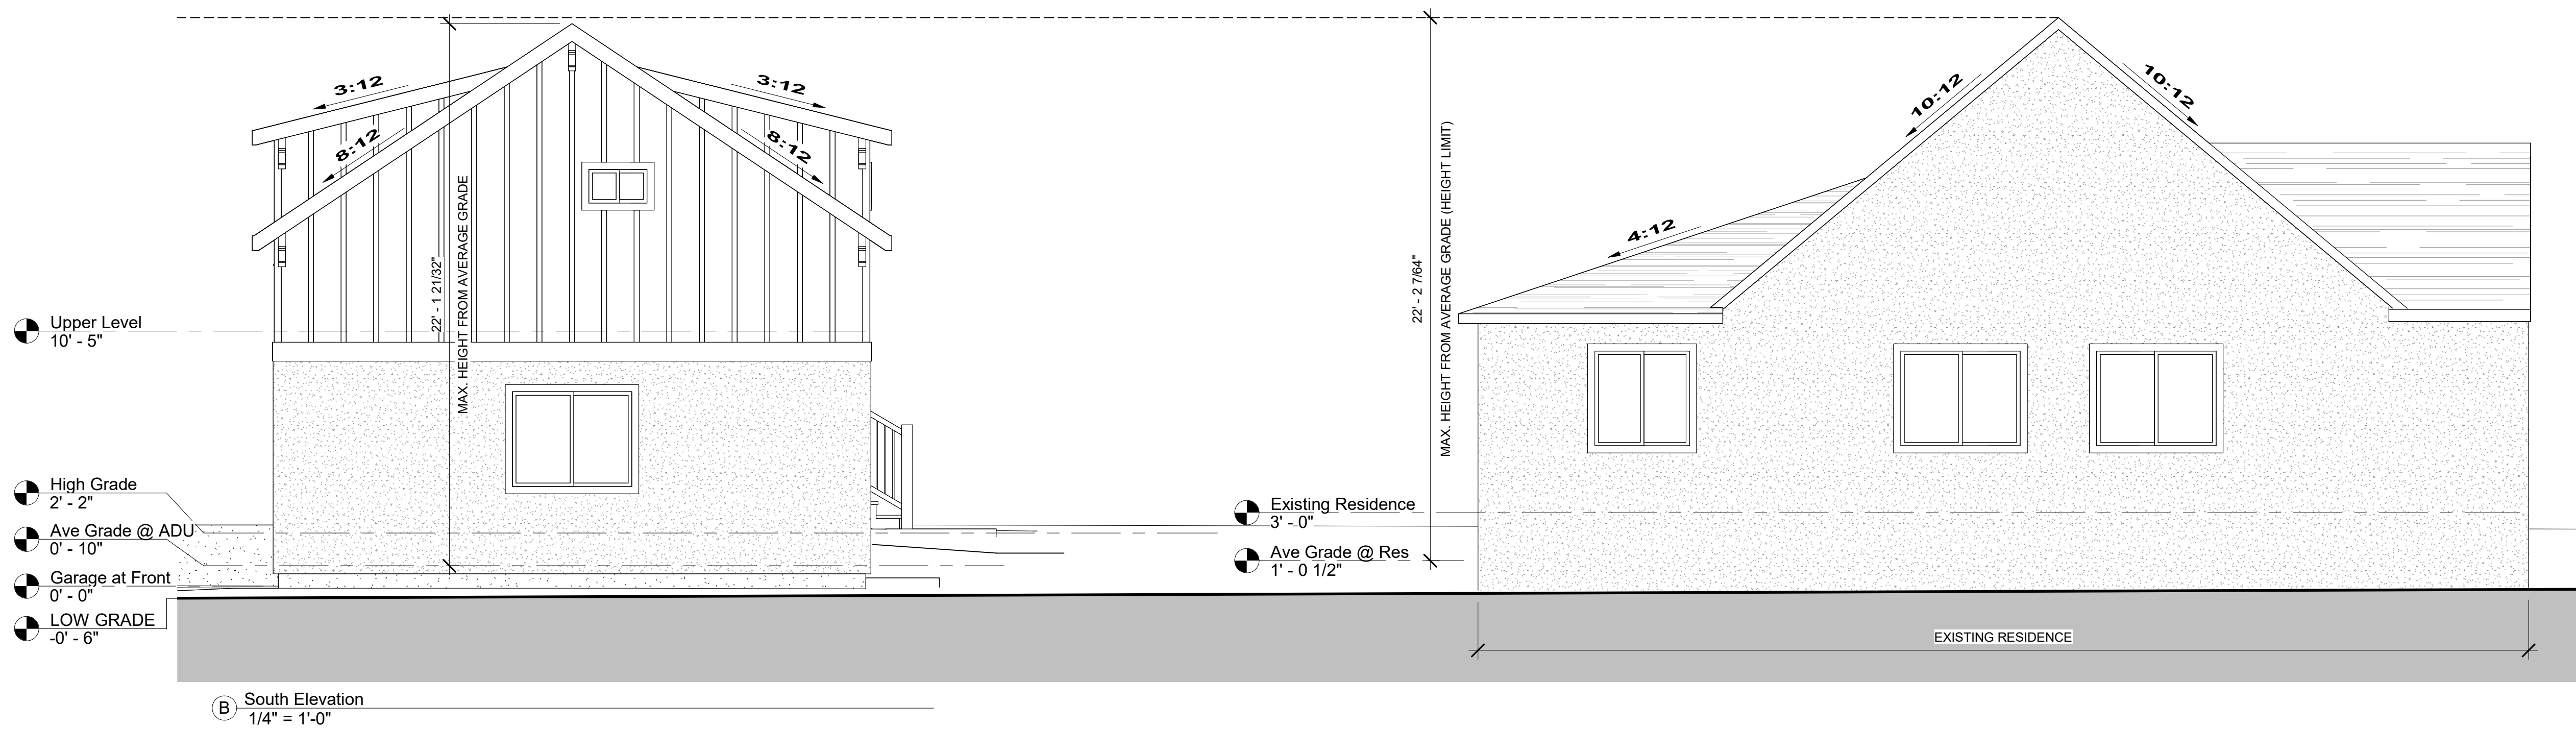 3:12
3:12
8:12
8:12
22' - 1 21/32"
MAX. HEIGHT FROM AVERAGE GRADE
Upper Level
10' - 5"
High Grade
2' - 2"
Ave Grade @ ADU
0' - 10"
Garage at Front
0' - 0"
LOW GRADE
-0' - 6"
22' - 2 7/64"
MAX. HEIGHT FROM AVERAGE GRADE (HEIGHT LIMIT)
10:12
10:12
4:12
Existing Residence
3' - 0"
Ave Grade @ Res
1' - 0 1/2"
EXISTING RESIDENCE
B
South Elevation
1/4" = 1'-0"